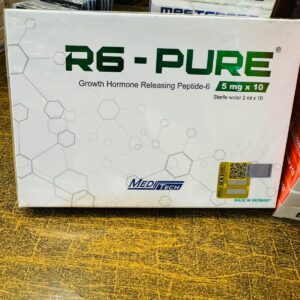 R6-PURE®
Growth Hormone Releasing Peptide-6
5 mg x 10
Sterile water 2 ml x 10
MEDITECH
MADE IN GERMANY